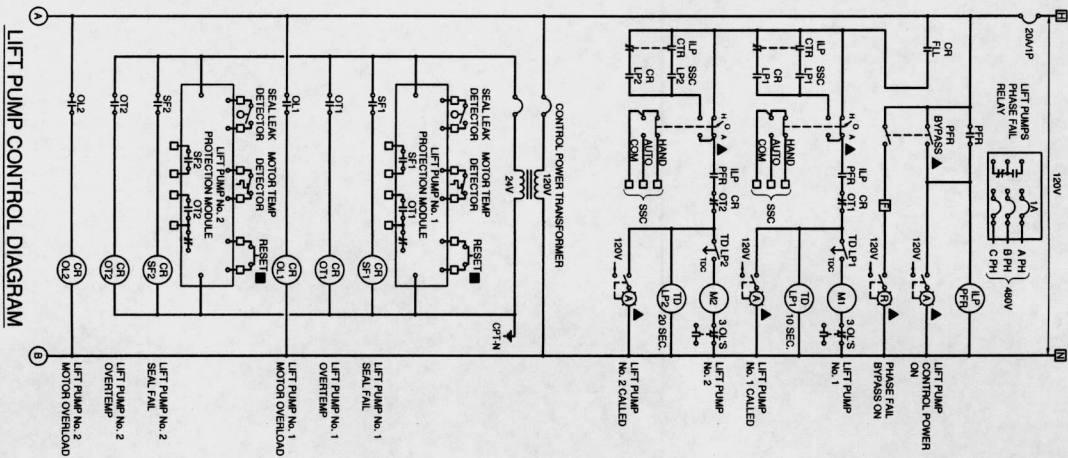 H
120V
N
20A/1P
LIFT PUMPS
PHASE FAIL
RELAY
1A
A PH
B PH
C PH
480V
CR
FLL
PFR
ILP
PFR
PFR
BYPASS
120V
A
LIFT PUMP
CONTROL POWER
ON
F
120V
R
PHASE FAIL
BYPASS ON
ILP
CTR
SSC
LP1
CR
LP1
H
O
A
ILP
PFR
CR
OT1
TD LP1
TDC
M1
3 OL'S
LIFT PUMP
No. 1
HAND
AUTO
COM
SSC
TD
LP1
10 SEC.
120V
A
LIFT PUMP
No. 1 CALLED
ILP
CTR
SSC
LP2
CR
LP2
H
O
A
ILP
PFR
CR
OT2
TD LP2
TDC
M2
3 OL'S
LIFT PUMP
No. 2
HAND
AUTO
COM
SSC
TD
LP2
20 SEC.
120V
A
LIFT PUMP
No. 2 CALLED
CONTROL POWER TRANSFORMER
120V
24V
CPT-N
SEAL LEAK
DETECTOR
MOTOR TEMP
DETECTOR
RESET
LIFT PUMP No. 1
PROTECTION MODULE
SF1
OT1
SF1
CR
SF1
LIFT PUMP No. 1
SEAL FAIL
OT1
CR
OT1
LIFT PUMP No. 1
OVERTEMP
OL1
CR
OL1
LIFT PUMP No. 1
MOTOR OVERLOAD
SEAL LEAK
DETECTOR
MOTOR TEMP
DETECTOR
RESET
LIFT PUMP No. 2
PROTECTION MODULE
SF2
OT2
SF2
CR
SF2
LIFT PUMP No. 2
SEAL FAIL
OT2
CR
OT2
LIFT PUMP No. 2
OVERTEMP
OL2
CR
OL2
LIFT PUMP No. 2
MOTOR OVERLOAD
A
B
LIFT PUMP CONTROL DIAGRAM